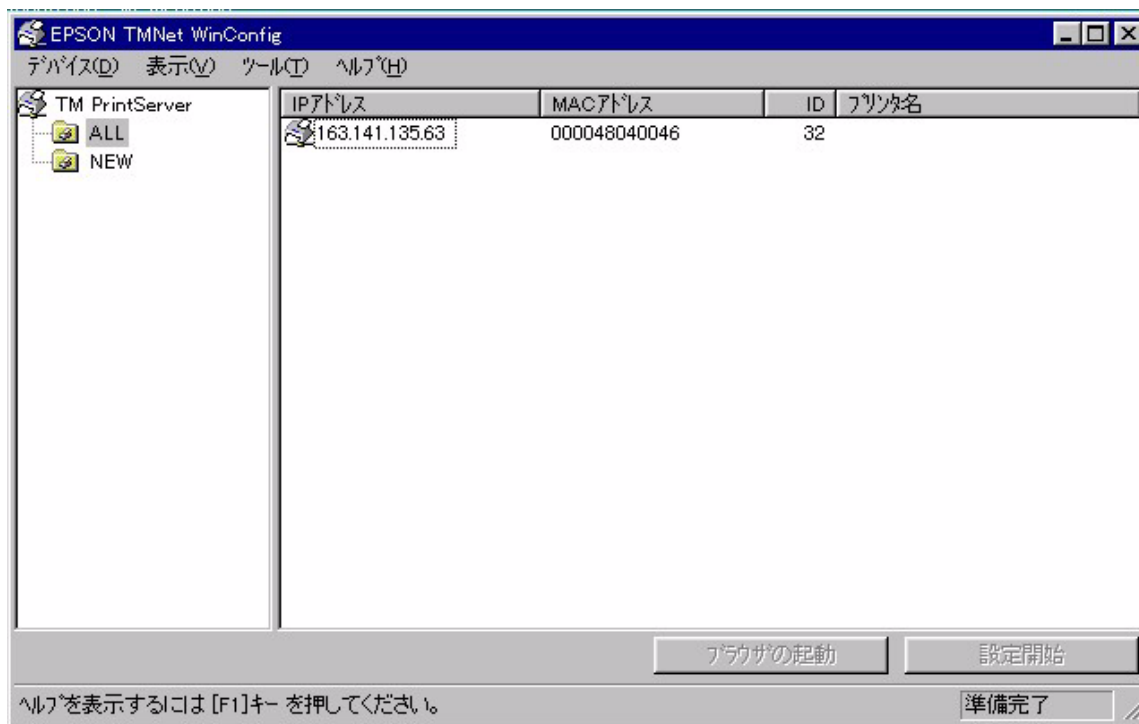 EPSON TMNet WinConfig
ﾃﾞﾊﾞｲｽ(D) 表示(V) ﾂｰﾙ(T) ﾍﾙﾌﾟ(H)
TM PrintServer
ALL
NEW
IPｱﾄﾞﾚｽ MACｱﾄﾞﾚｽ ID ﾌﾟﾘﾝﾀ名
163.141.135.63 000048040046 32
ﾌﾞﾗｳｻﾞの起動 設定開始
ﾍﾙﾌﾟを表示するには [F1]ｷｰ を押してください。 準備完了